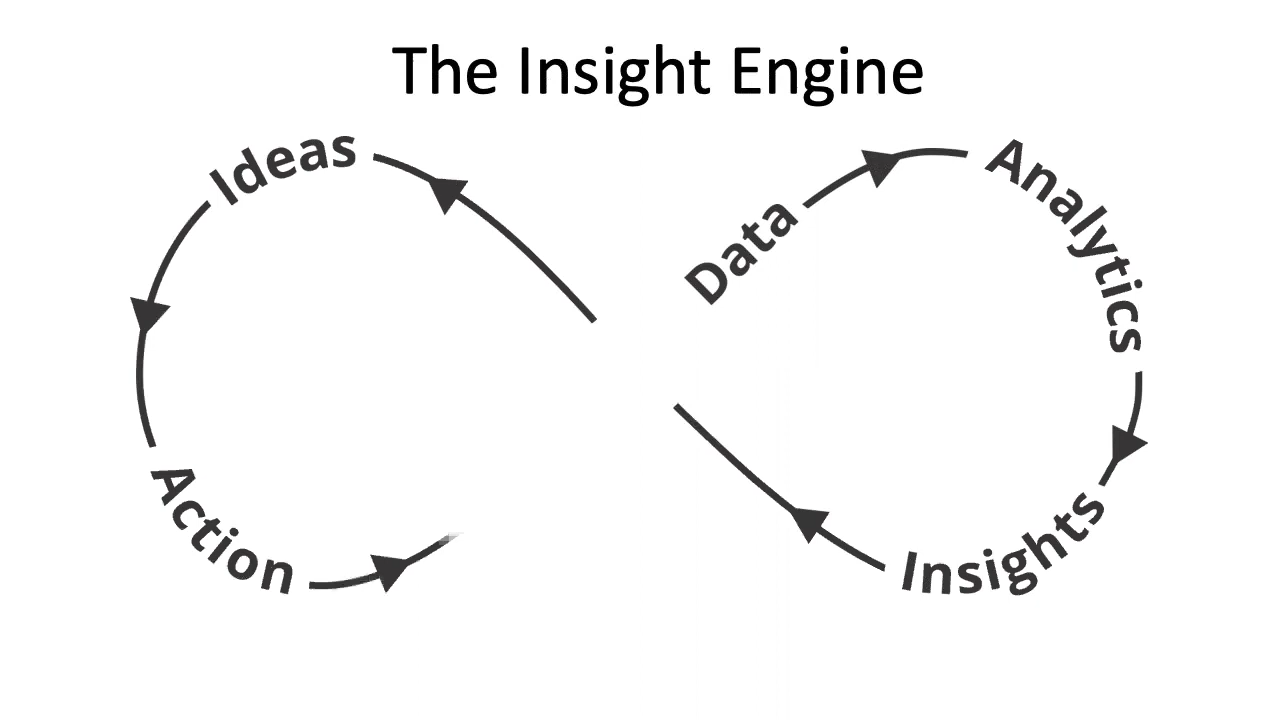 The Insight Engine
Ideas
Data
Analytics
Insights
Action